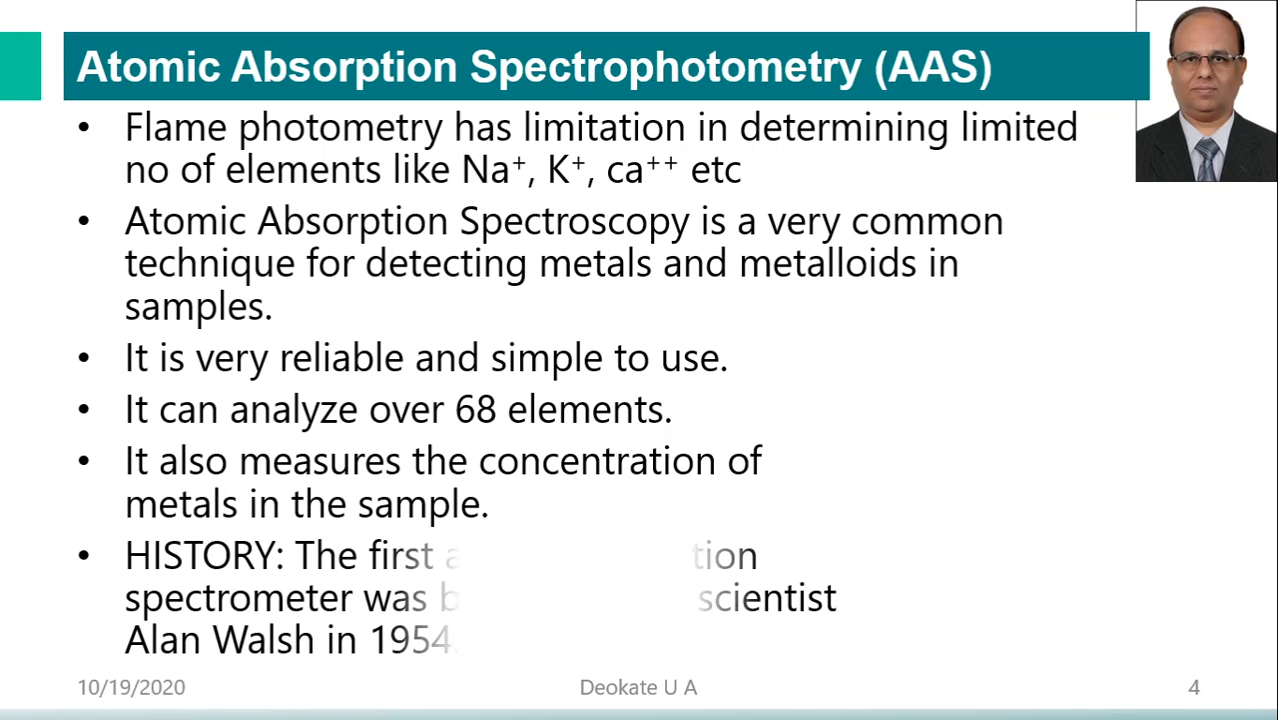 Atomic Absorption Spectrophotometry (AAS)
• Flame photometry has limitation in determining limited
no of elements like Na⁺, K⁺, ca⁺⁺ etc
• Atomic Absorption Spectroscopy is a very common
technique for detecting metals and metalloids in
samples.
• It is very reliable and simple to use.
• It can analyze over 68 elements.
• It also measures the concentration of
metals in the sample.
• HISTORY: The first
spectrometer was scientist
Alan Walsh in 1954.
10/19/2020 Deokate U A 4